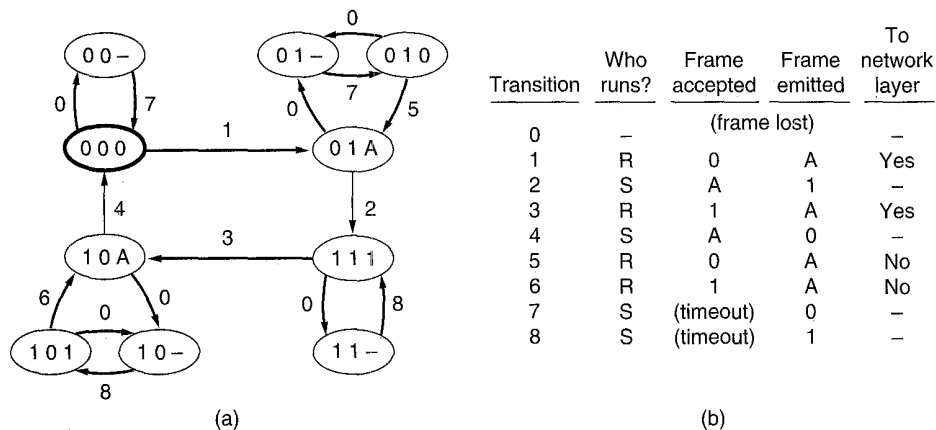 0
0 0 –
0 7
0 0 0
1
0 1 –
0 1 0
7
0
5
0 1 A
4
2
1 0 A
3
1 1 1
6
0
0
0
8
1 0 1
1 0 –
1 1 –
8
(a)
Transition Who runs? Frame accepted Frame emitted To network layer
(frame lost)
0 – –
1 R 0 A Yes
2 S A 1 –
3 R 1 A Yes
4 S A 0 –
5 R 0 A No
6 R 1 A No
7 S (timeout) 0 –
8 S (timeout) 1 –
(b)